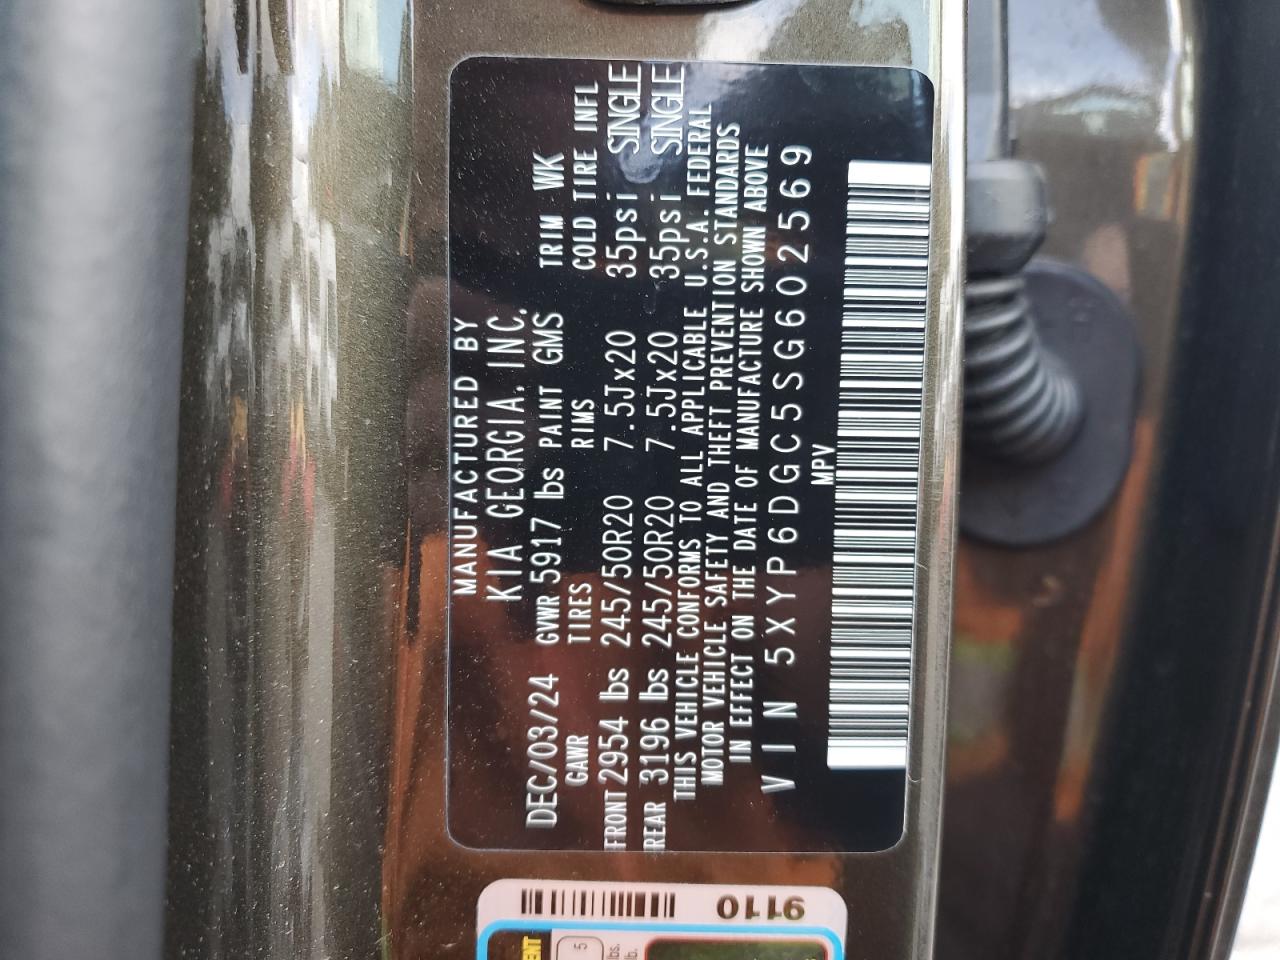 MANUFACTURED BY
KIA GEORGIA. INC.
DEC/03/24 GVWR 5917 lbs PAINT GMS TRIM WK
GAWR TIRES RIMS COLD TIRE INFL
FRONT 2954 lbs 245/50R20 7.5Jx20 35psi SINGLE
REAR 3196 lbs 245/50R20 7.5Jx20 35psi SINGLE
THIS VEHICLE CONFORMS TO ALL APPLICABLE U.S.A. FEDERAL
MOTOR VEHICLE SAFETY AND THEFT PREVENTION STANDARDS
IN EFFECT ON THE DATE OF MANUFACTURE SHOWN ABOVE
VIN 5XYP6DGC5SG602569
MPV
9110
5
lbs.